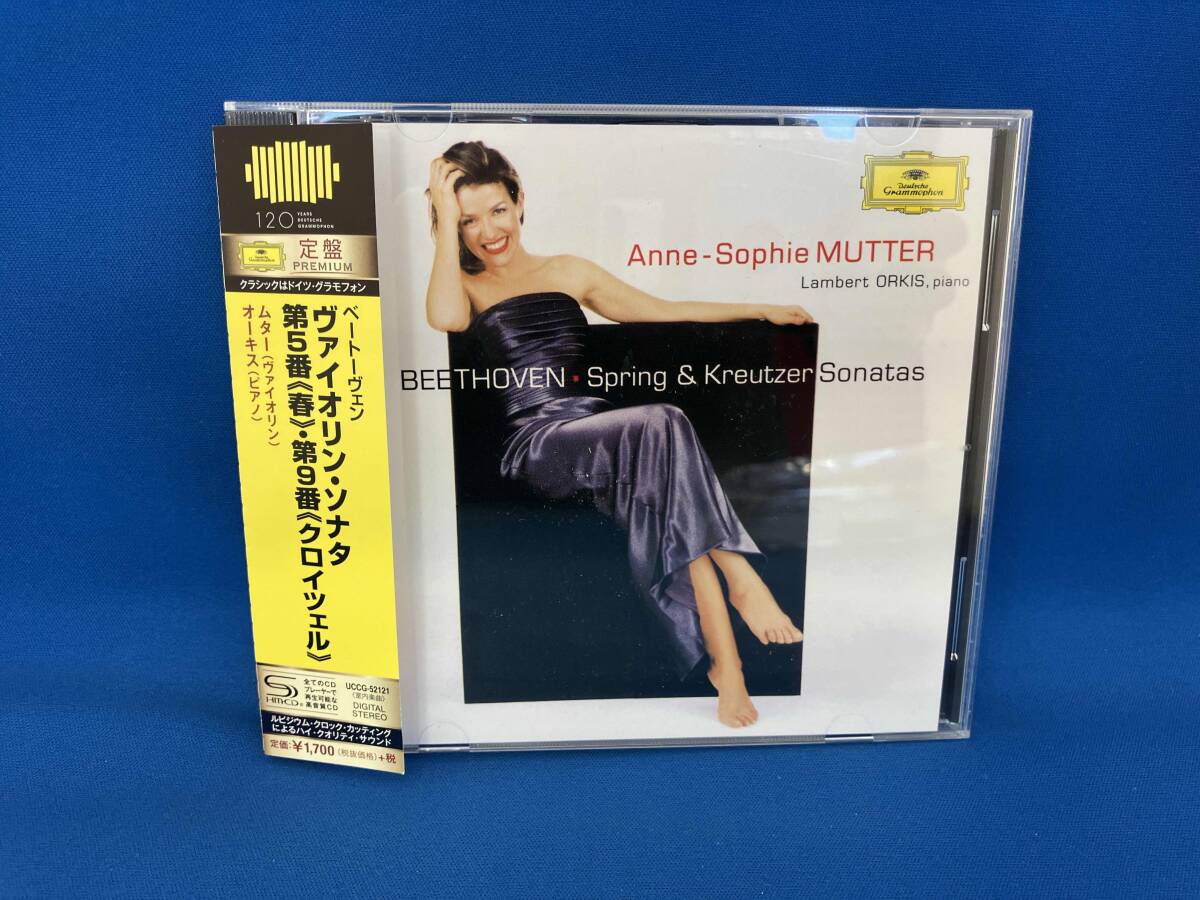 120 YEARS DEUTSCHE GRAMMOPHON
定盤
PREMIUM
クラシックはドイツ・グラモフォン
ベートーヴェン
ヴァイオリン・ソナタ
第5番《春》・第9番《クロイツェル》
ムター(ヴァイオリン)
オーキス(ピアノ)
SHM-CD
全てのCD
プレーヤーで
再生可能な
高音質CD
UCCG-52121
〈室内楽曲〉
DIGITAL
STEREO
ルビジウム・クロック・カッティング
によるハイ・クオリティ・サウンド
定価:¥1,700(税抜価格)+税
Deutsche
Grammophon
Anne-Sophie MUTTER
Lambert ORKIS, piano
BEETHOVEN * Spring & Kreutzer Sonatas